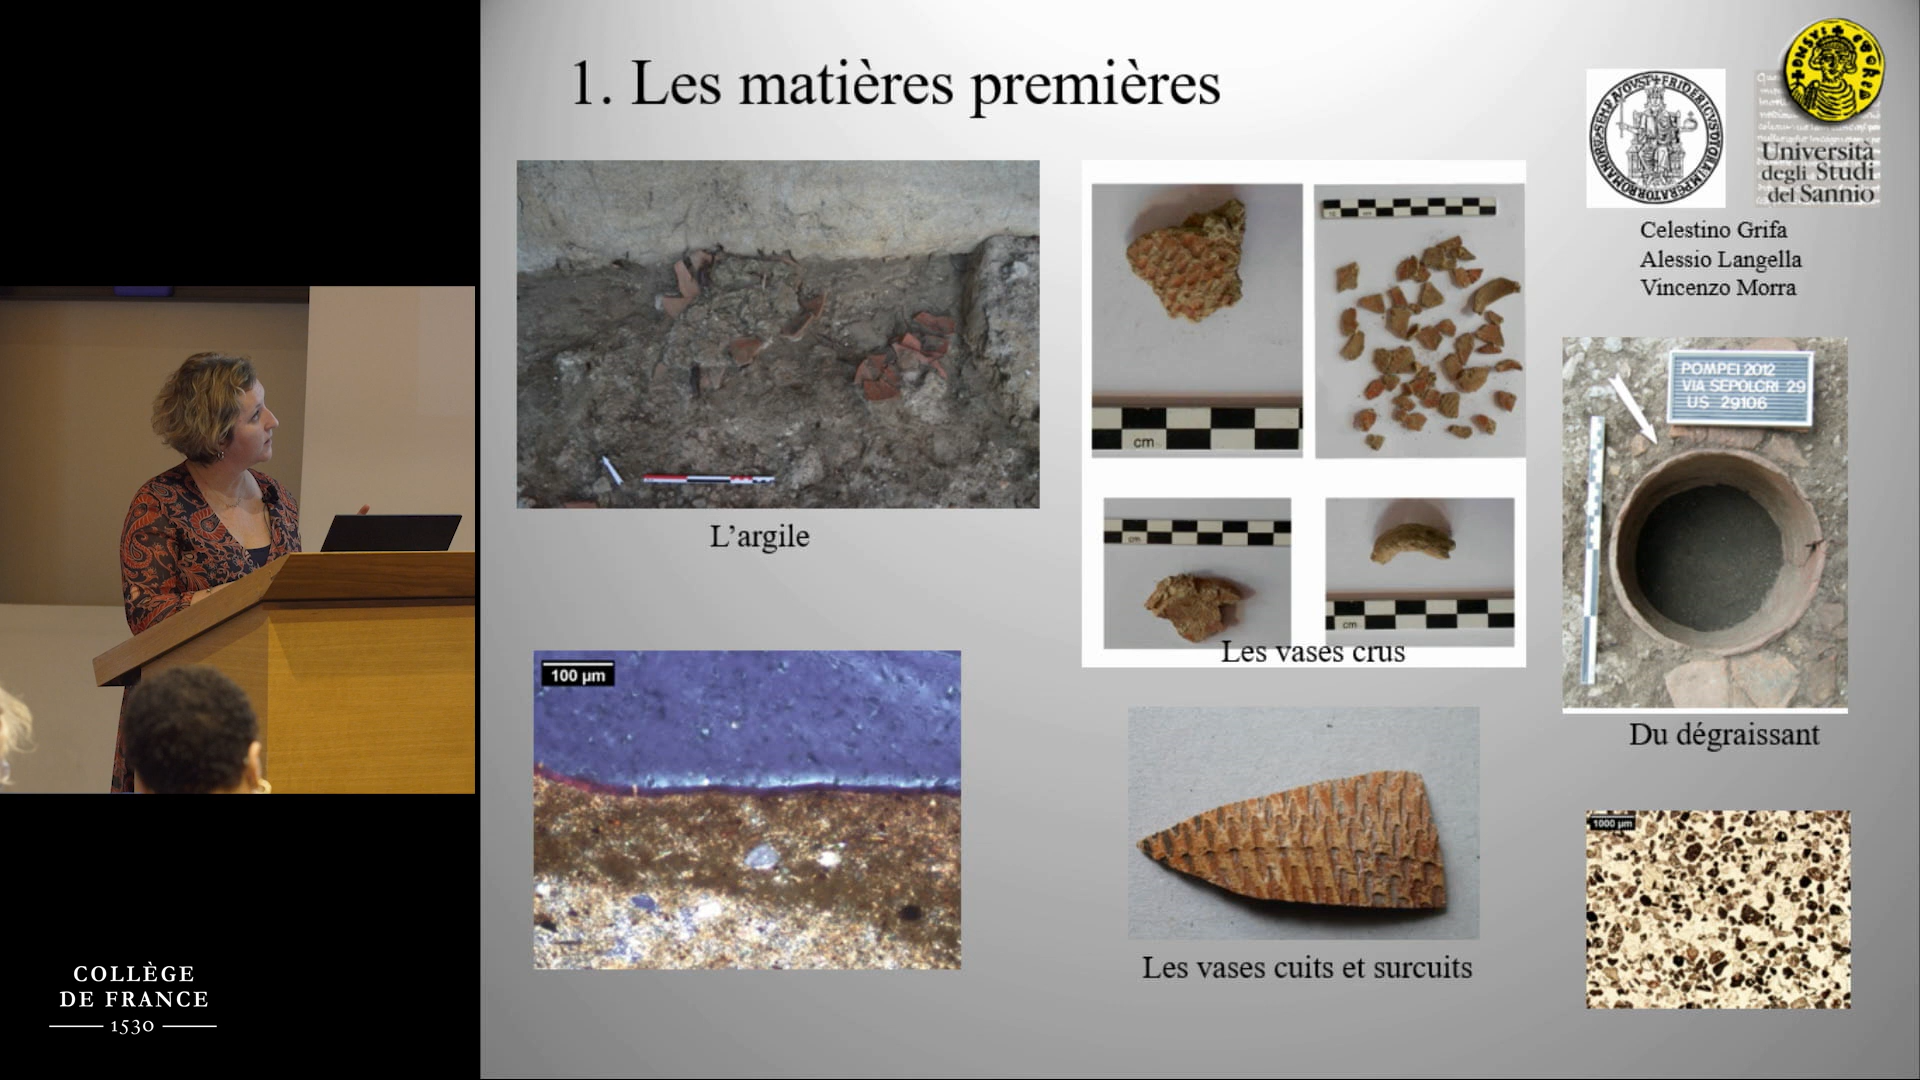 1. Les matières premières
Università
degli Studi
del Sannio
Celestino Grifa
Alessio Langella
Vincenzo Morra
POMPEI 2012
VIA SEPOLCRI 29
US 29106
cm
cm
cm
L'argile
Les vases crus
100 µm
Du dégraissant
1000 µm
Les vases cuits et surcuits
COLLÈGE
DE FRANCE
1530